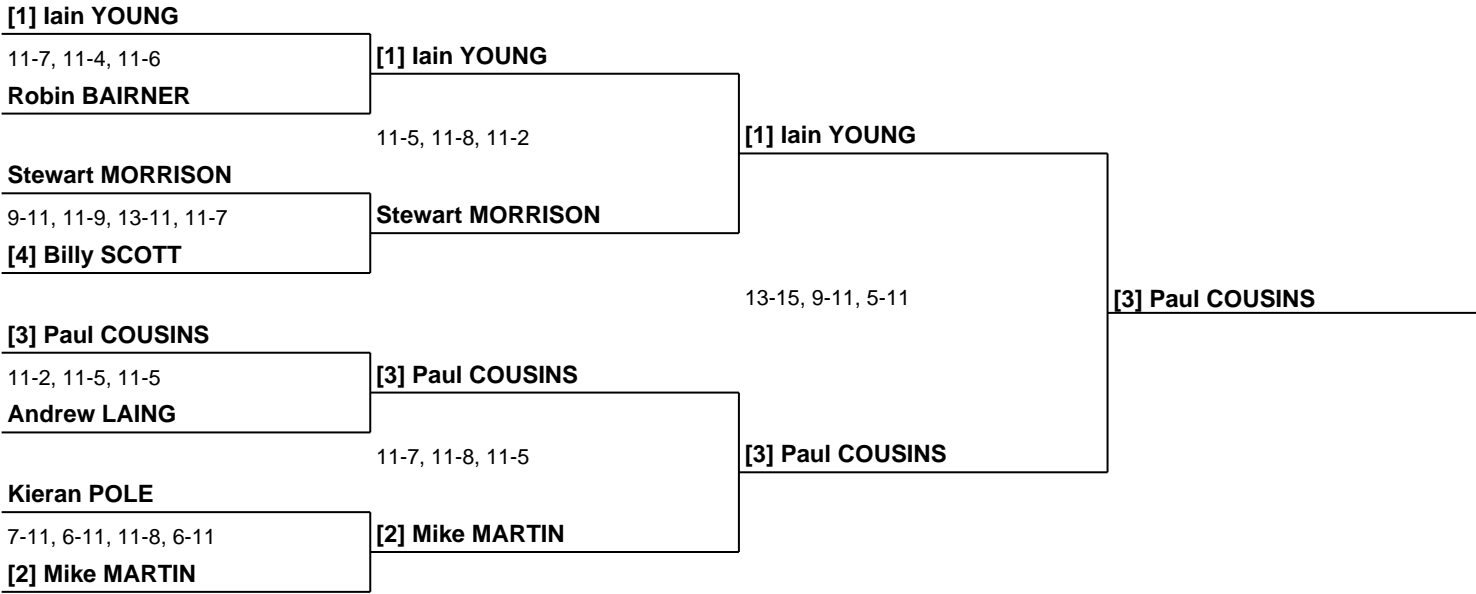 [1] Iain YOUNG
11-7, 11-4, 11-6
Robin BAIRNER
Stewart MORRISON
9-11, 11-9, 13-11, 11-7
[4] Billy SCOTT
[3] Paul COUSINS
11-2, 11-5, 11-5
Andrew LAING
Kieran POLE
7-11, 6-11, 11-8, 6-11
[2] Mike MARTIN
[1] Iain YOUNG
11-5, 11-8, 11-2
Stewart MORRISON
[3] Paul COUSINS
11-7, 11-8, 11-5
[2] Mike MARTIN
[1] Iain YOUNG
13-15, 9-11, 5-11
[3] Paul COUSINS
[3] Paul COUSINS